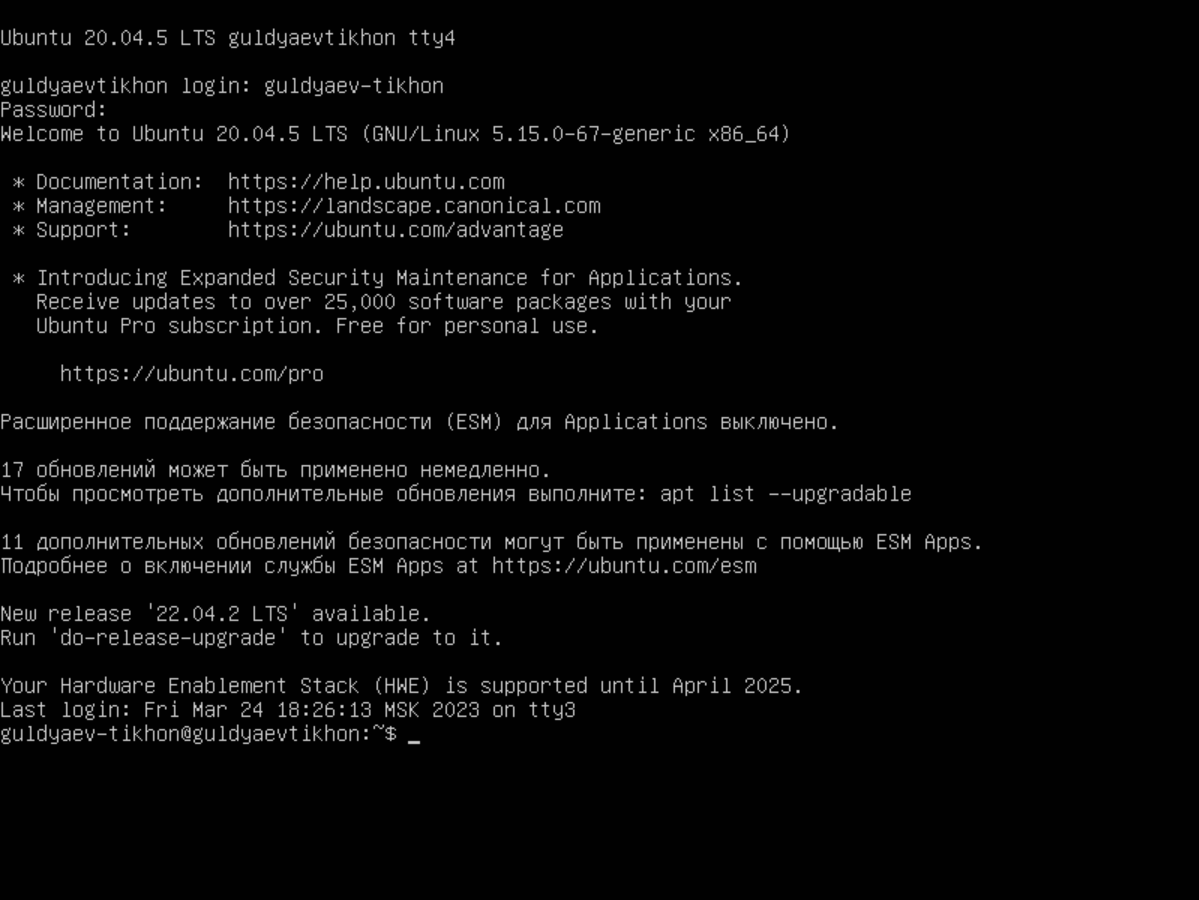 Ubuntu 20.04.5 LTS guldyaevtikhon tty4
guldyaevtikhon login: guldyaev-tikhon
Password:
Welcome to Ubuntu 20.04.5 LTS (GNU/Linux 5.15.0-67-generic x86_64)
* Documentation:  https://help.ubuntu.com
* Management:     https://landscape.canonical.com
* Support:        https://ubuntu.com/advantage
* Introducing Expanded Security Maintenance for Applications.
Receive updates to over 25,000 software packages with your
Ubuntu Pro subscription. Free for personal use.
https://ubuntu.com/pro
Расширенное поддержание безопасности (ESM) для Applications выключено.
17 обновлений может быть применено немедленно.
Чтобы просмотреть дополнительные обновления выполните: apt list --upgradable
11 дополнительных обновлений безопасности могут быть применены с помощью ESM Apps.
Подробнее о включении службы ESM Apps at https://ubuntu.com/esm
New release '22.04.2 LTS' available.
Run 'do-release-upgrade' to upgrade to it.
Your Hardware Enablement Stack (HWE) is supported until April 2025.
Last login: Fri Mar 24 18:26:13 MSK 2023 on tty3
guldyaev-tikhon@guldyaevtikhon:~$ _